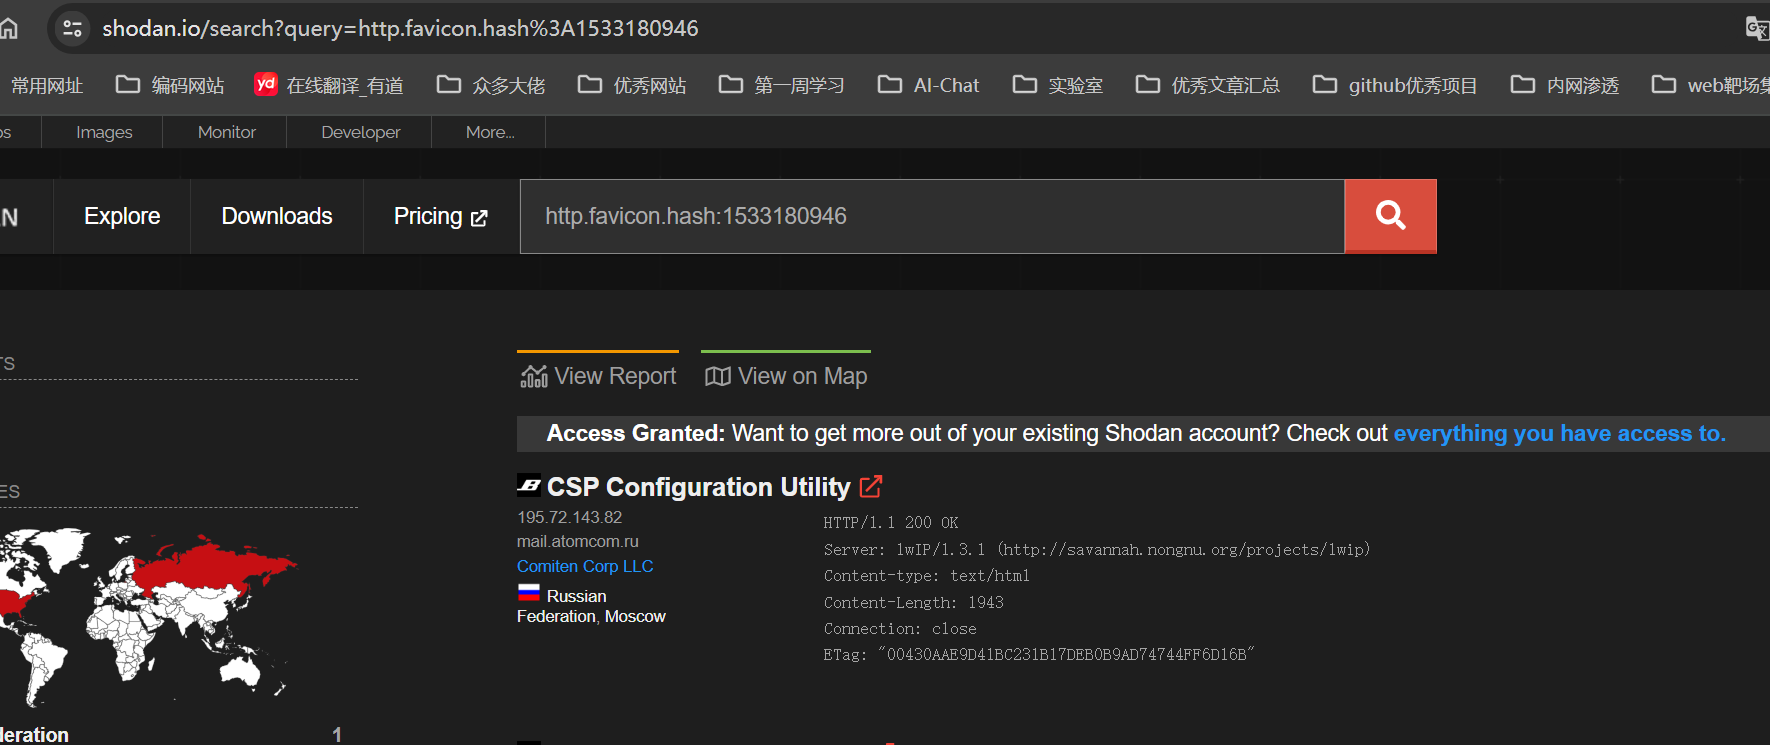 shodan.io/search?query=http.favicon.hash%3A1533180946
常用网址 编码网站 yd 在线翻译_有道 众多大佬 优秀网站 第一周学习 AI-Chat 实验室 优秀文章汇总 github优秀项目 内网渗透 web靶场集
Images Monitor Developer More...
N Explore Downloads Pricing http.favicon.hash:1533180946
TS
View Report View on Map
Access Granted: Want to get more out of your existing Shodan account? Check out everything you have access to.
ES
CSP Configuration Utility
195.72.143.82
mail.atomcom.ru
Comiten Corp LLC
Russian
Federation, Moscow
HTTP/1.1 200 OK
Server: lwIP/1.3.1 (http://savannah.nongnu.org/projects/lwip)
Content-type: text/html
Content-Length: 1943
Connection: close
ETag: "00430AAE9D41BC231B17DEB0B9AD74744FF6D16B"
deration 1